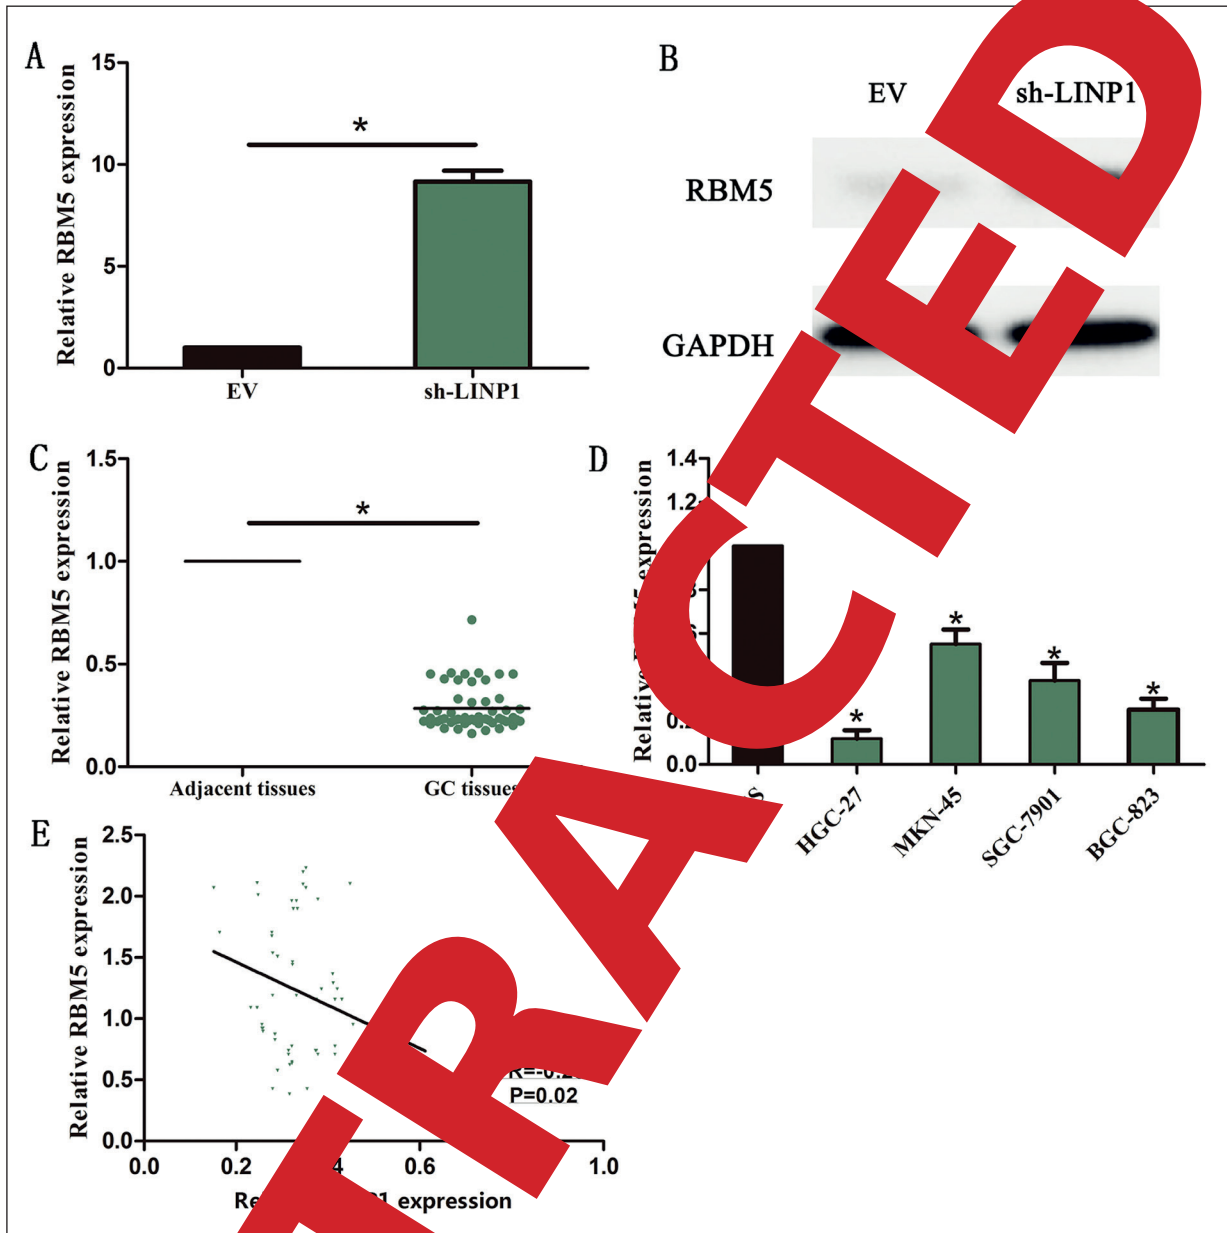 A
Relative RBM5 expression
15
10
5
0
*
EV
sh-LINP1
B
EV
sh-LINP1
RBM5
GAPDH
C
Relative RBM5 expression
1.5
1.0
0.5
0.0
*
Adjacent tissues
GC tissues
D
Relative expression
1.4
0.0
*
*
*
*
HGC-27
MKN-45
SGC-7901
BGC-823
E
Relative RBM5 expression
2.5
2.0
1.5
1.0
0.5
0.0
P=0.02
0.0
0.2
0.6
1.0
expression
RETRACTED